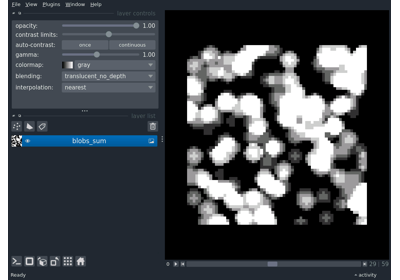 File View Plugins Window Help
layer controls
opacity: 1.00
contrast limits:
auto-contrast: once continuous
gamma: 1.00
colormap: gray
blending: translucent_no_depth
interpolation: nearest
layer list
blobs_sum
29 59
Ready activity